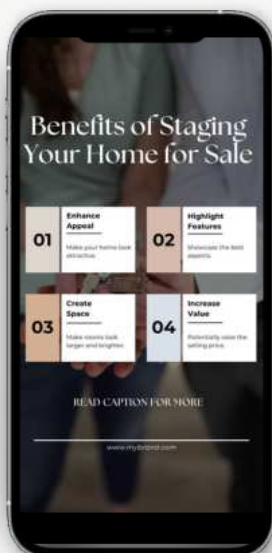 Benefits of Staging
Your Home for Sale
01
Enhance
Appeal
Make your home look
attractive.
02
Highlight
Features
Showcase the best
aspects.
03
Create
Space
Make rooms look
larger and brighter.
04
Increase
Value
Potentially raise the
selling price.
READ CAPTION FOR MORE
www.mybrand.com